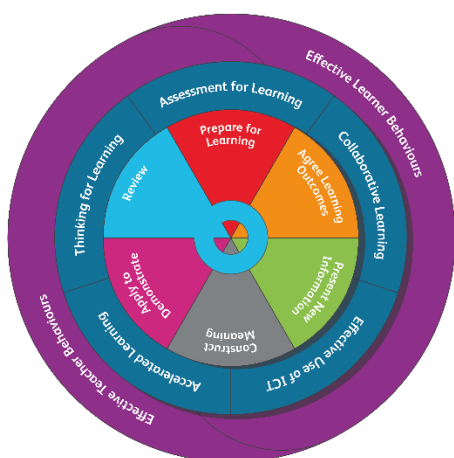 Effective Learner Behaviours
Effective Teacher Behaviours
Assessment for Learning
Collaborative Learning
Effective Use of ICT
Accelerated Learning
Thinking for Learning
Prepare for
Learning
Agree Learning
Outcomes
Present New
Information
Construct
Meaning
Apply to
Demonstrate
Review